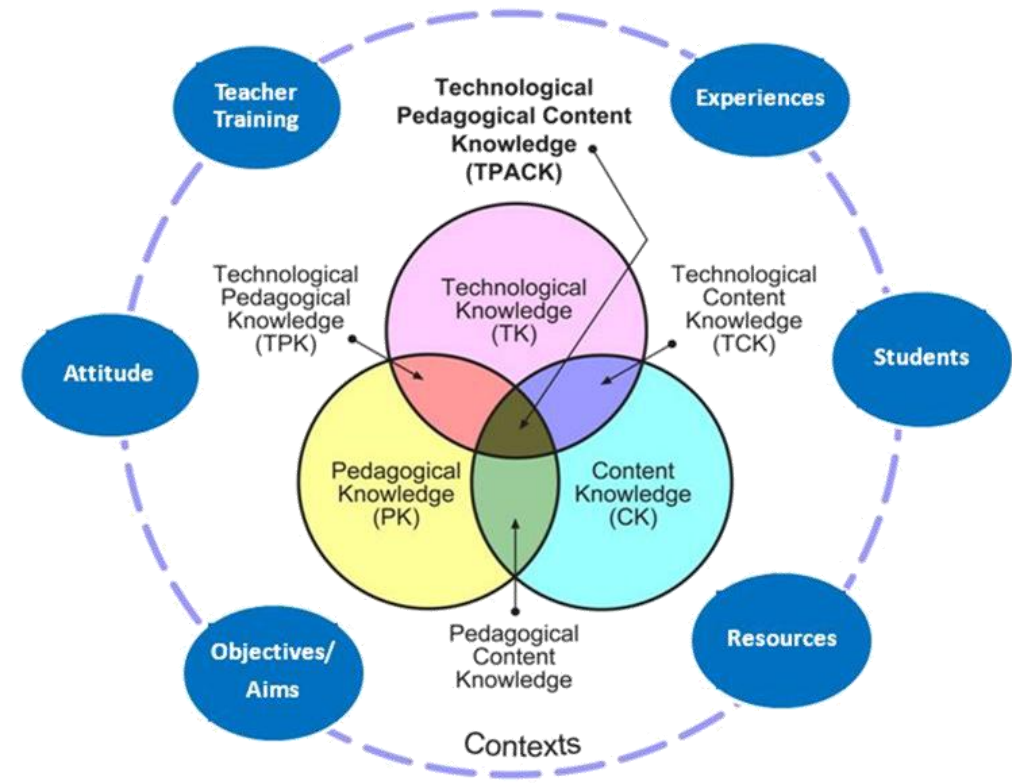 Teacher
Training
Experiences
Technological
Pedagogical Content
Knowledge
(TPACK)
Technological
Pedagogical
Knowledge
(TPK)
Technological
Knowledge
(TK)
Technological
Content
Knowledge
(TCK)
Attitude
Students
Pedagogical
Knowledge
(PK)
Content
Knowledge
(CK)
Objectives/
Aims
Pedagogical
Content
Knowledge
Resources
Contexts